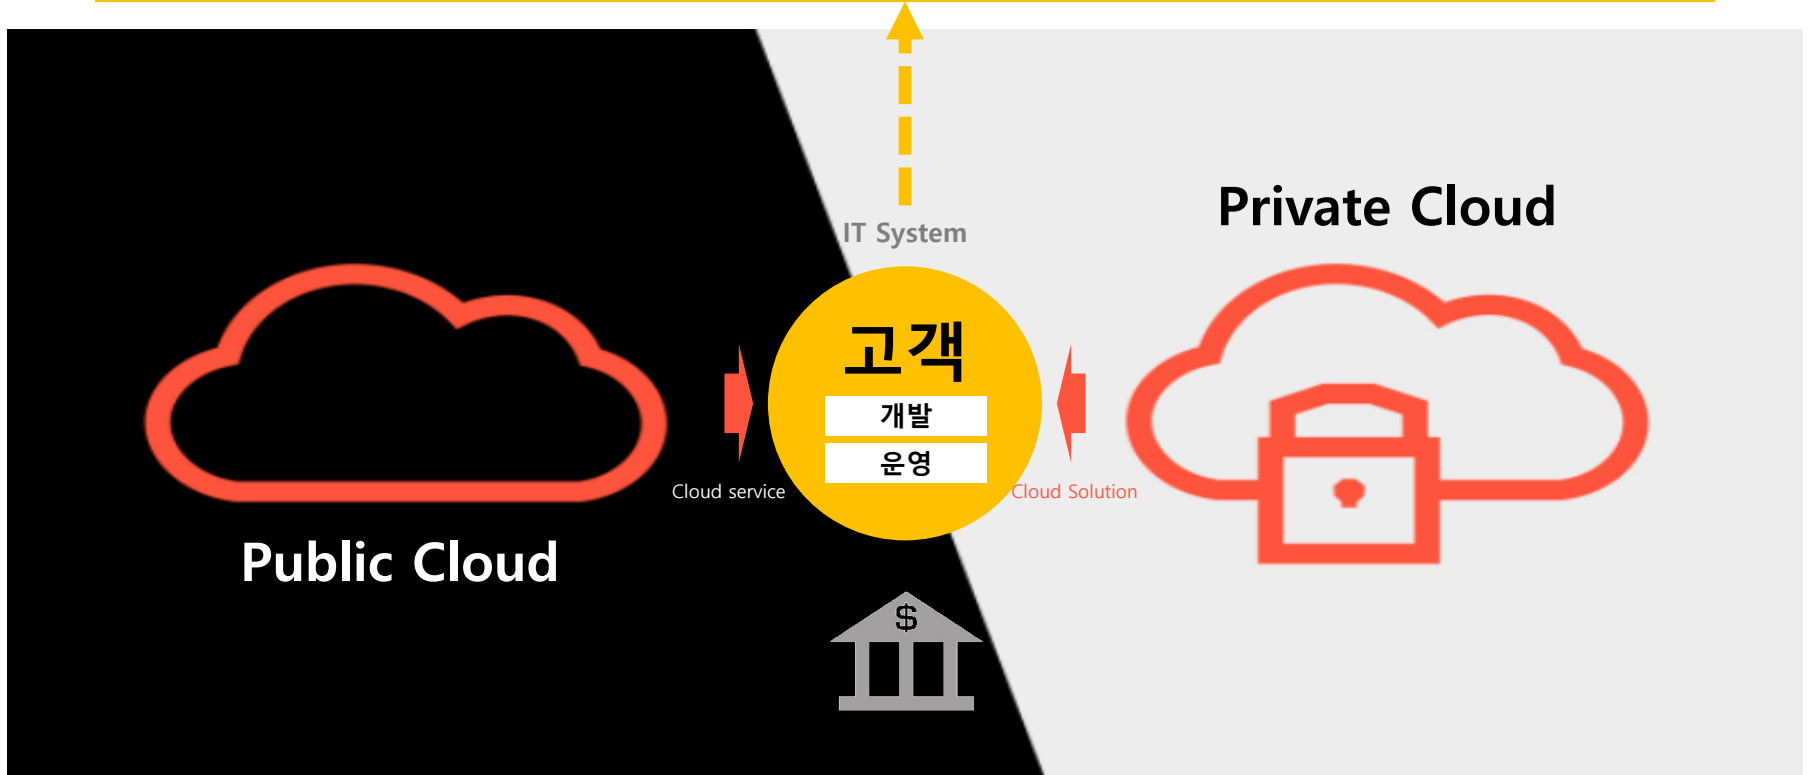 Private Cloud
IT System
고객
개발
운영
Cloud service
Cloud Solution
Public Cloud
$